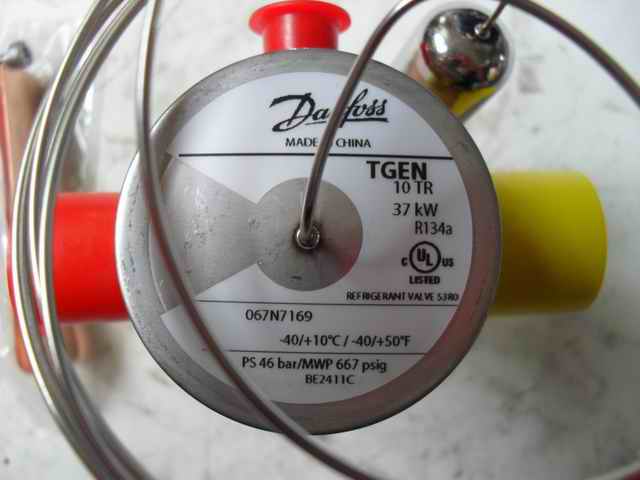 Danfoss
MADE IN CHINA
TGEN
10 TR
37 kW
R134a
C UL US
LISTED
REFRIGERANT VALVE 53R0
067N7169
-40/+10°C / -40/+50°F
PS 46 bar/MWP 667 psig
BE2411C